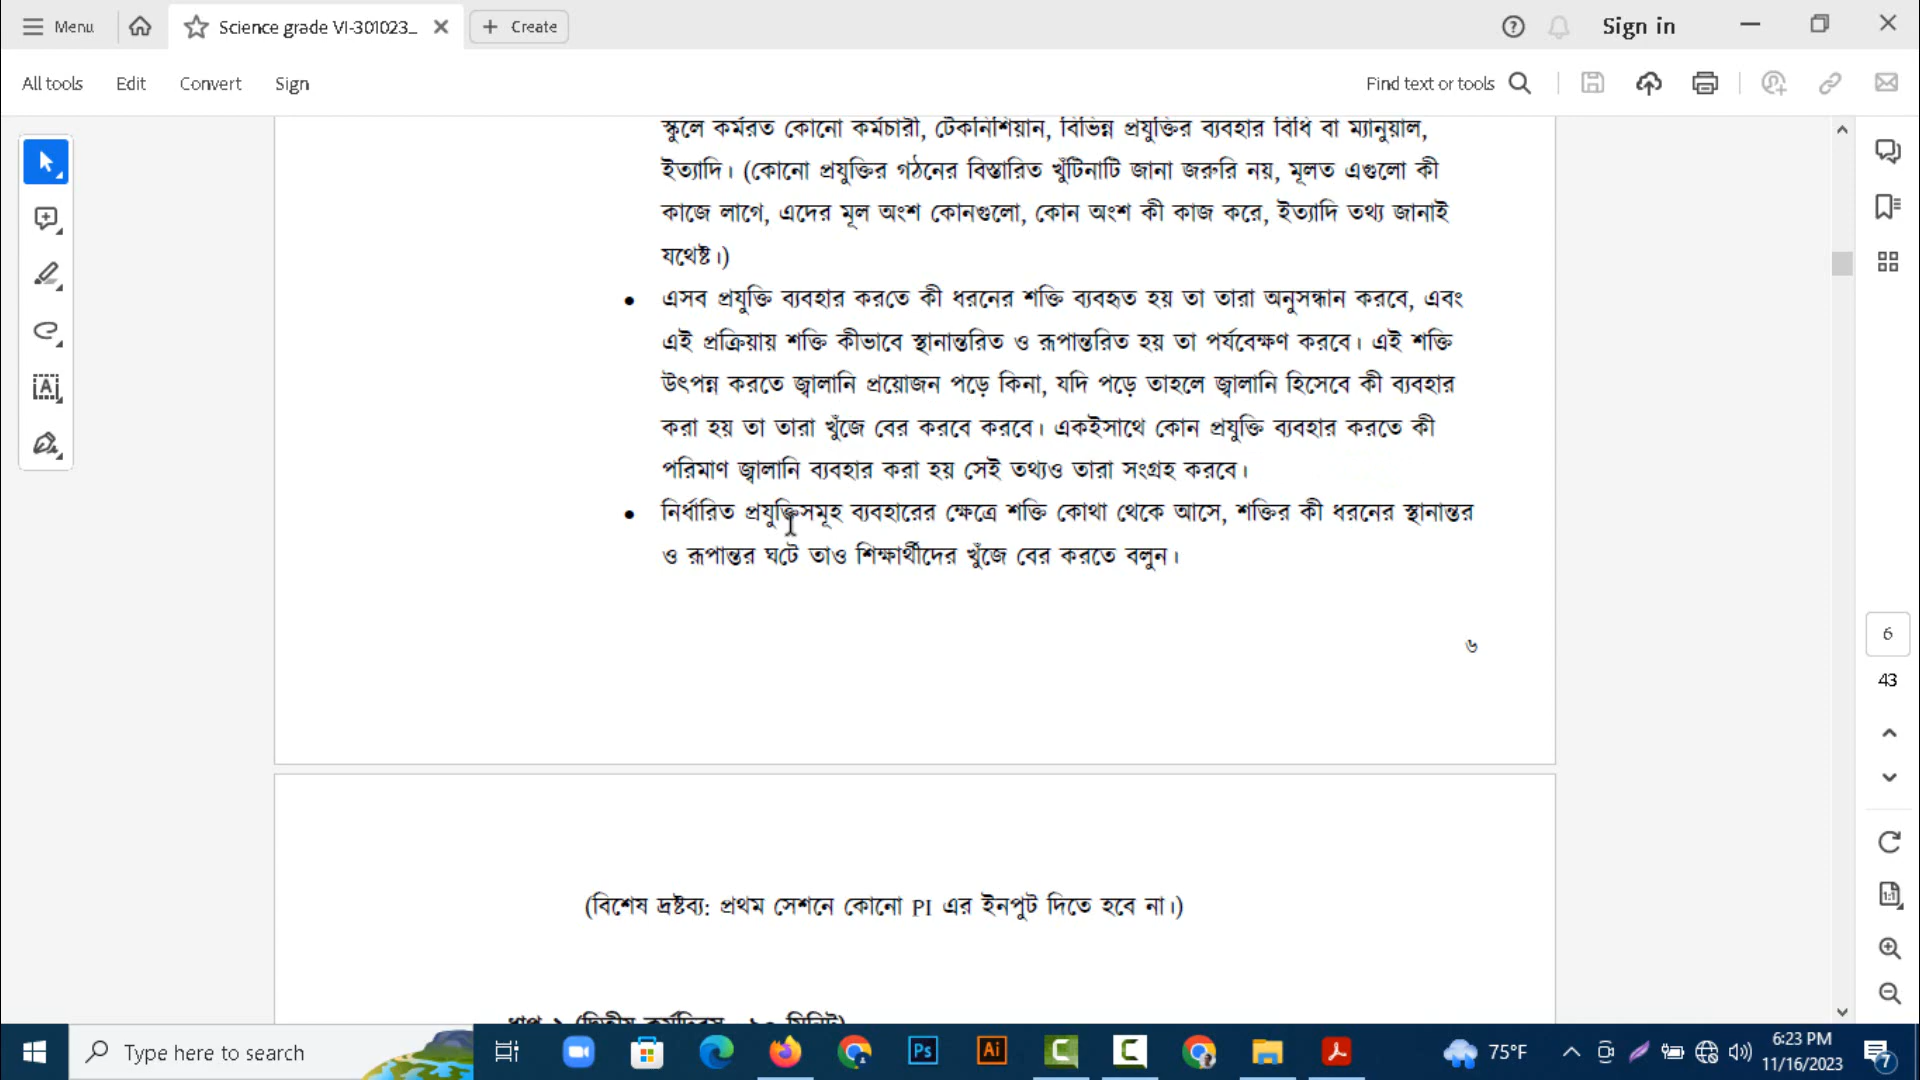 Menu
Science grade VI-301023_
Create
Sign in
All tools
Edit
Convert
Sign
Find text or tools
স্কুলে কর্মরত কোনো কর্মচারী, টেকনিশিয়ান, বিভিন্ন প্রযুক্তির ব্যবহার বিধি বা ম্যানুয়াল,
ইত্যাদি। (কোনো প্রযুক্তির গঠনের বিস্তারিত খুঁটিনাটি জানা জরুরি নয়, মূলত এগুলো কী
কাজে লাগে, এদের মূল অংশ কোনগুলো, কোন অংশ কী কাজ করে, ইত্যাদি তথ্য জানাই
যথেষ্ট।)
• এসব প্রযুক্তি ব্যবহার করতে কী ধরনের শক্তি ব্যবহৃত হয় তা তারা অনুসন্ধান করবে, এবং
এই প্রক্রিয়ায় শক্তি কীভাবে স্থানান্তরিত ও রূপান্তরিত হয় তা পর্যবেক্ষণ করবে। এই শক্তি
উৎপন্ন করতে জ্বালানি প্রয়োজন পড়ে কিনা, যদি পড়ে তাহলে জ্বালানি হিসেবে কী ব্যবহার
করা হয় তা তারা খুঁজে বের করবে করবে। একইসাথে কোন প্রযুক্তি ব্যবহার করতে কী
পরিমাণ জ্বালানি ব্যবহার করা হয় সেই তথ্যও তারা সংগ্রহ করবে।
• নির্ধারিত প্রযুক্তিসমূহ ব্যবহারের ক্ষেত্রে শক্তি কোথা থেকে আসে, শক্তির কী ধরনের স্থানান্তর
ও রূপান্তর ঘটে তাও শিক্ষার্থীদের খুঁজে বের করতে বলুন।
৬
6
43
(বিশেষ দ্রষ্টব্য: প্রথম সেশনে কোনো PI এর ইনপুট দিতে হবে না।)
Type here to search
Ps
Ai
75°F
6:23 PM
11/16/2023
7